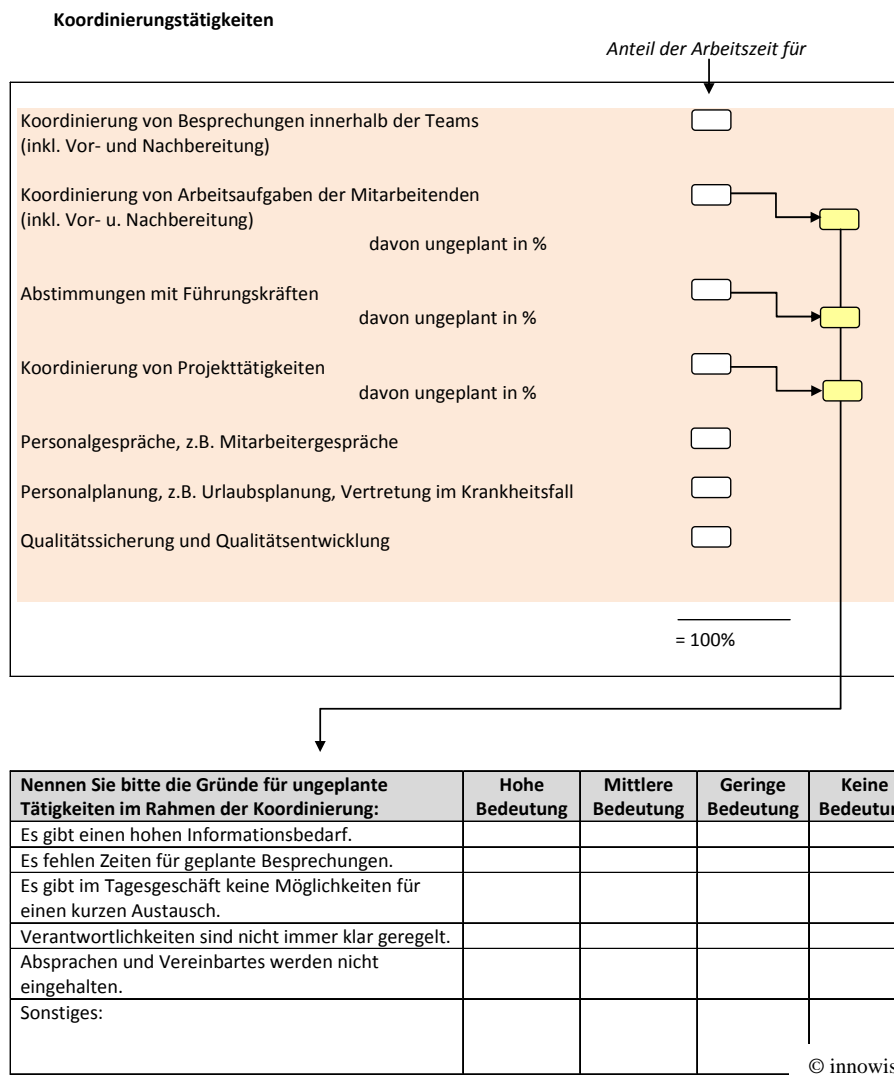 Koordinierungstätigkeiten
Anteil der Arbeitszeit für
Koordinierung von Besprechungen innerhalb der Teams
(inkl. Vor- und Nachbereitung)
Koordinierung von Arbeitsaufgaben der Mitarbeitenden
(inkl. Vor- u. Nachbereitung)
davon ungeplant in %
Abstimmungen mit Führungskräften
davon ungeplant in %
Koordinierung von Projekttätigkeiten
davon ungeplant in %
Personalgespräche, z.B. Mitarbeitergespräche
Personalplanung, z.B. Urlaubsplanung, Vertretung im Krankheitsfall
Qualitätssicherung und Qualitätsentwicklung
= 100%
Nennen Sie bitte die Gründe für ungeplante
Tätigkeiten im Rahmen der Koordinierung:
Hohe
Bedeutung
Mittlere
Bedeutung
Geringe
Bedeutung
Keine
Es gibt einen hohen Informationsbedarf.
Es fehlen Zeiten für geplante Besprechungen.
Es gibt im Tagesgeschäft keine Möglichkeiten für
einen kurzen Austausch.
Verantwortlichkeiten sind nicht immer klar geregelt.
Absprachen und Vereinbartes werden nicht
eingehalten.
Sonstiges:
©